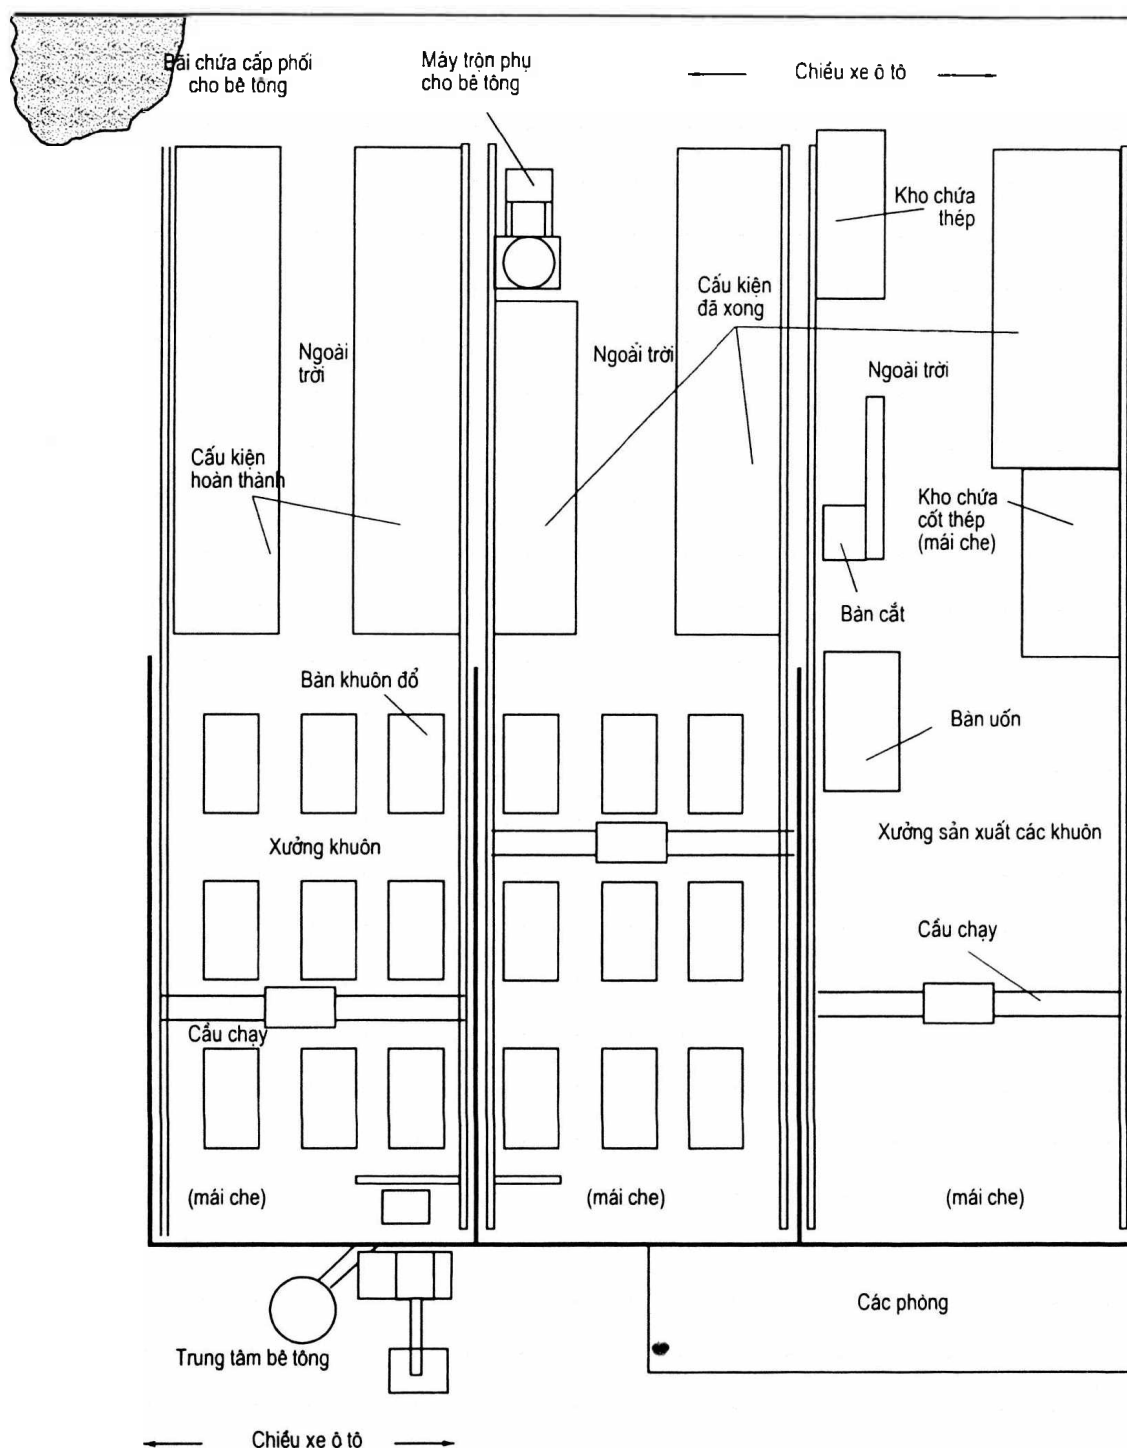 Bãi chứa cấp phối
cho bê tông
Máy trộn phụ
cho bê tông
Chiều xe ô tô
Kho chứa
thép
Cấu kiện
đã xong
Ngoài
trời
Ngoài trời
Ngoài trời
Cấu kiện
hoàn thành
Kho chứa
cốt thép
(mái che)
Bàn cắt
Bàn khuôn đổ
Bàn uốn
Xưởng khuôn
Xưởng sản xuất các khuôn
Cầu chạy
Cầu chạy
(mái che)
(mái che)
(mái che)
Các phòng
Trung tâm bê tông
Chiều xe ô tô